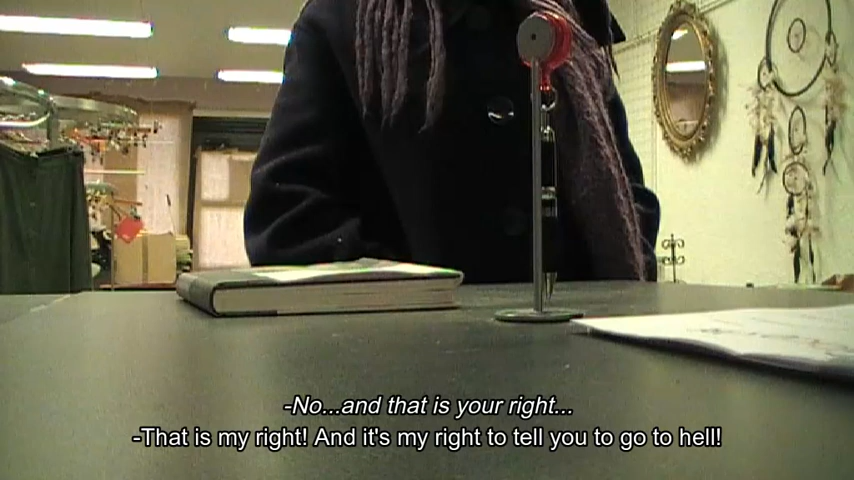 -No...and that is your right...
-That is my right! And it's my right to tell you to go to hell!